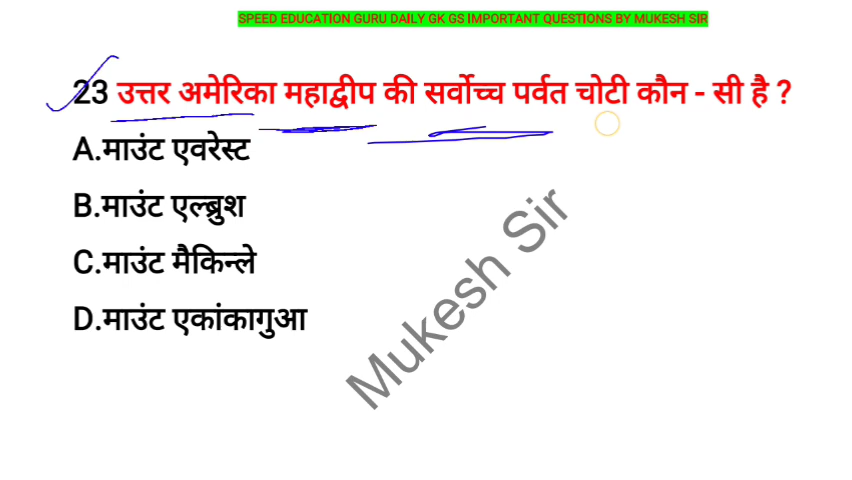 SPEED EDUCATION GURU DAILY GK GS IMPORTANT QUESTIONS BY MUKESH SIR
23 उत्तर अमेरिका महाद्वीप की सर्वोच्च पर्वत चोटी कौन - सी है ?
A.माउंट एवरेस्ट
B.माउंट एल्ब्रुश
C.माउंट मैकिन्ले
D.माउंट एकांकागुआ
Mukesh Sir